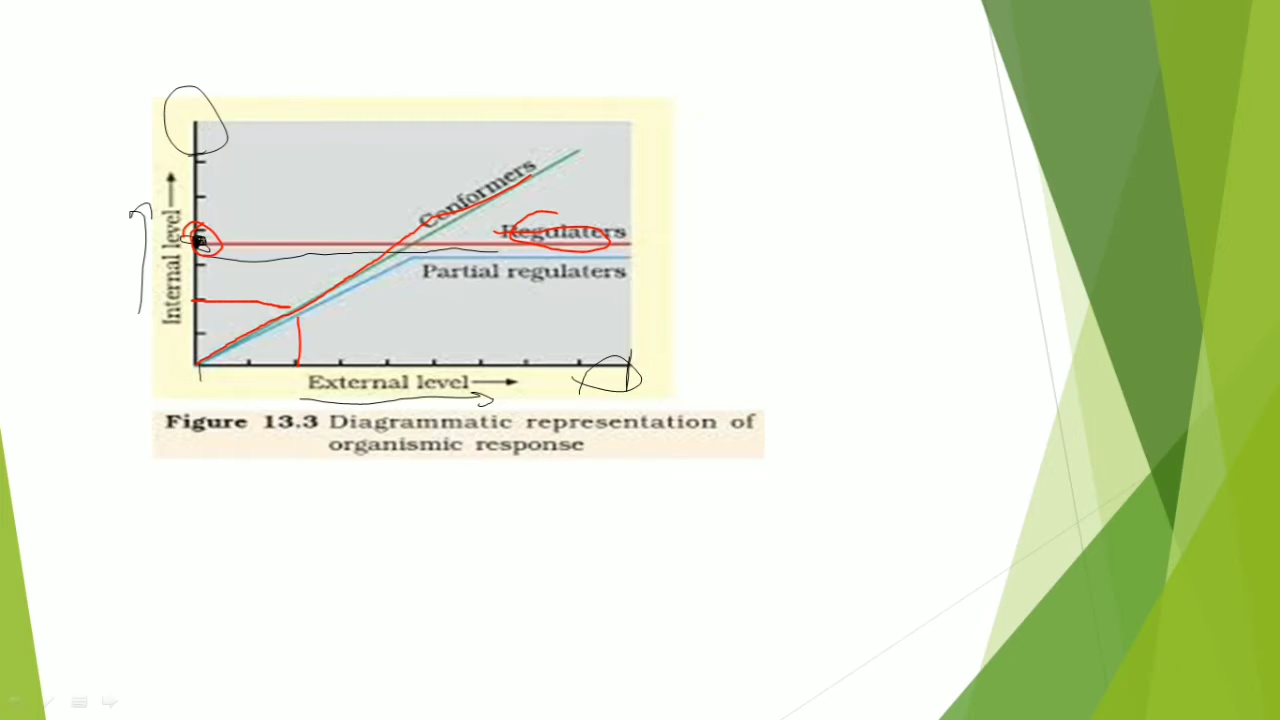 Conformers
Regulaters
Partial regulaters
Internal level
External level
Figure 13.3 Diagrammatic representation of
organismic response